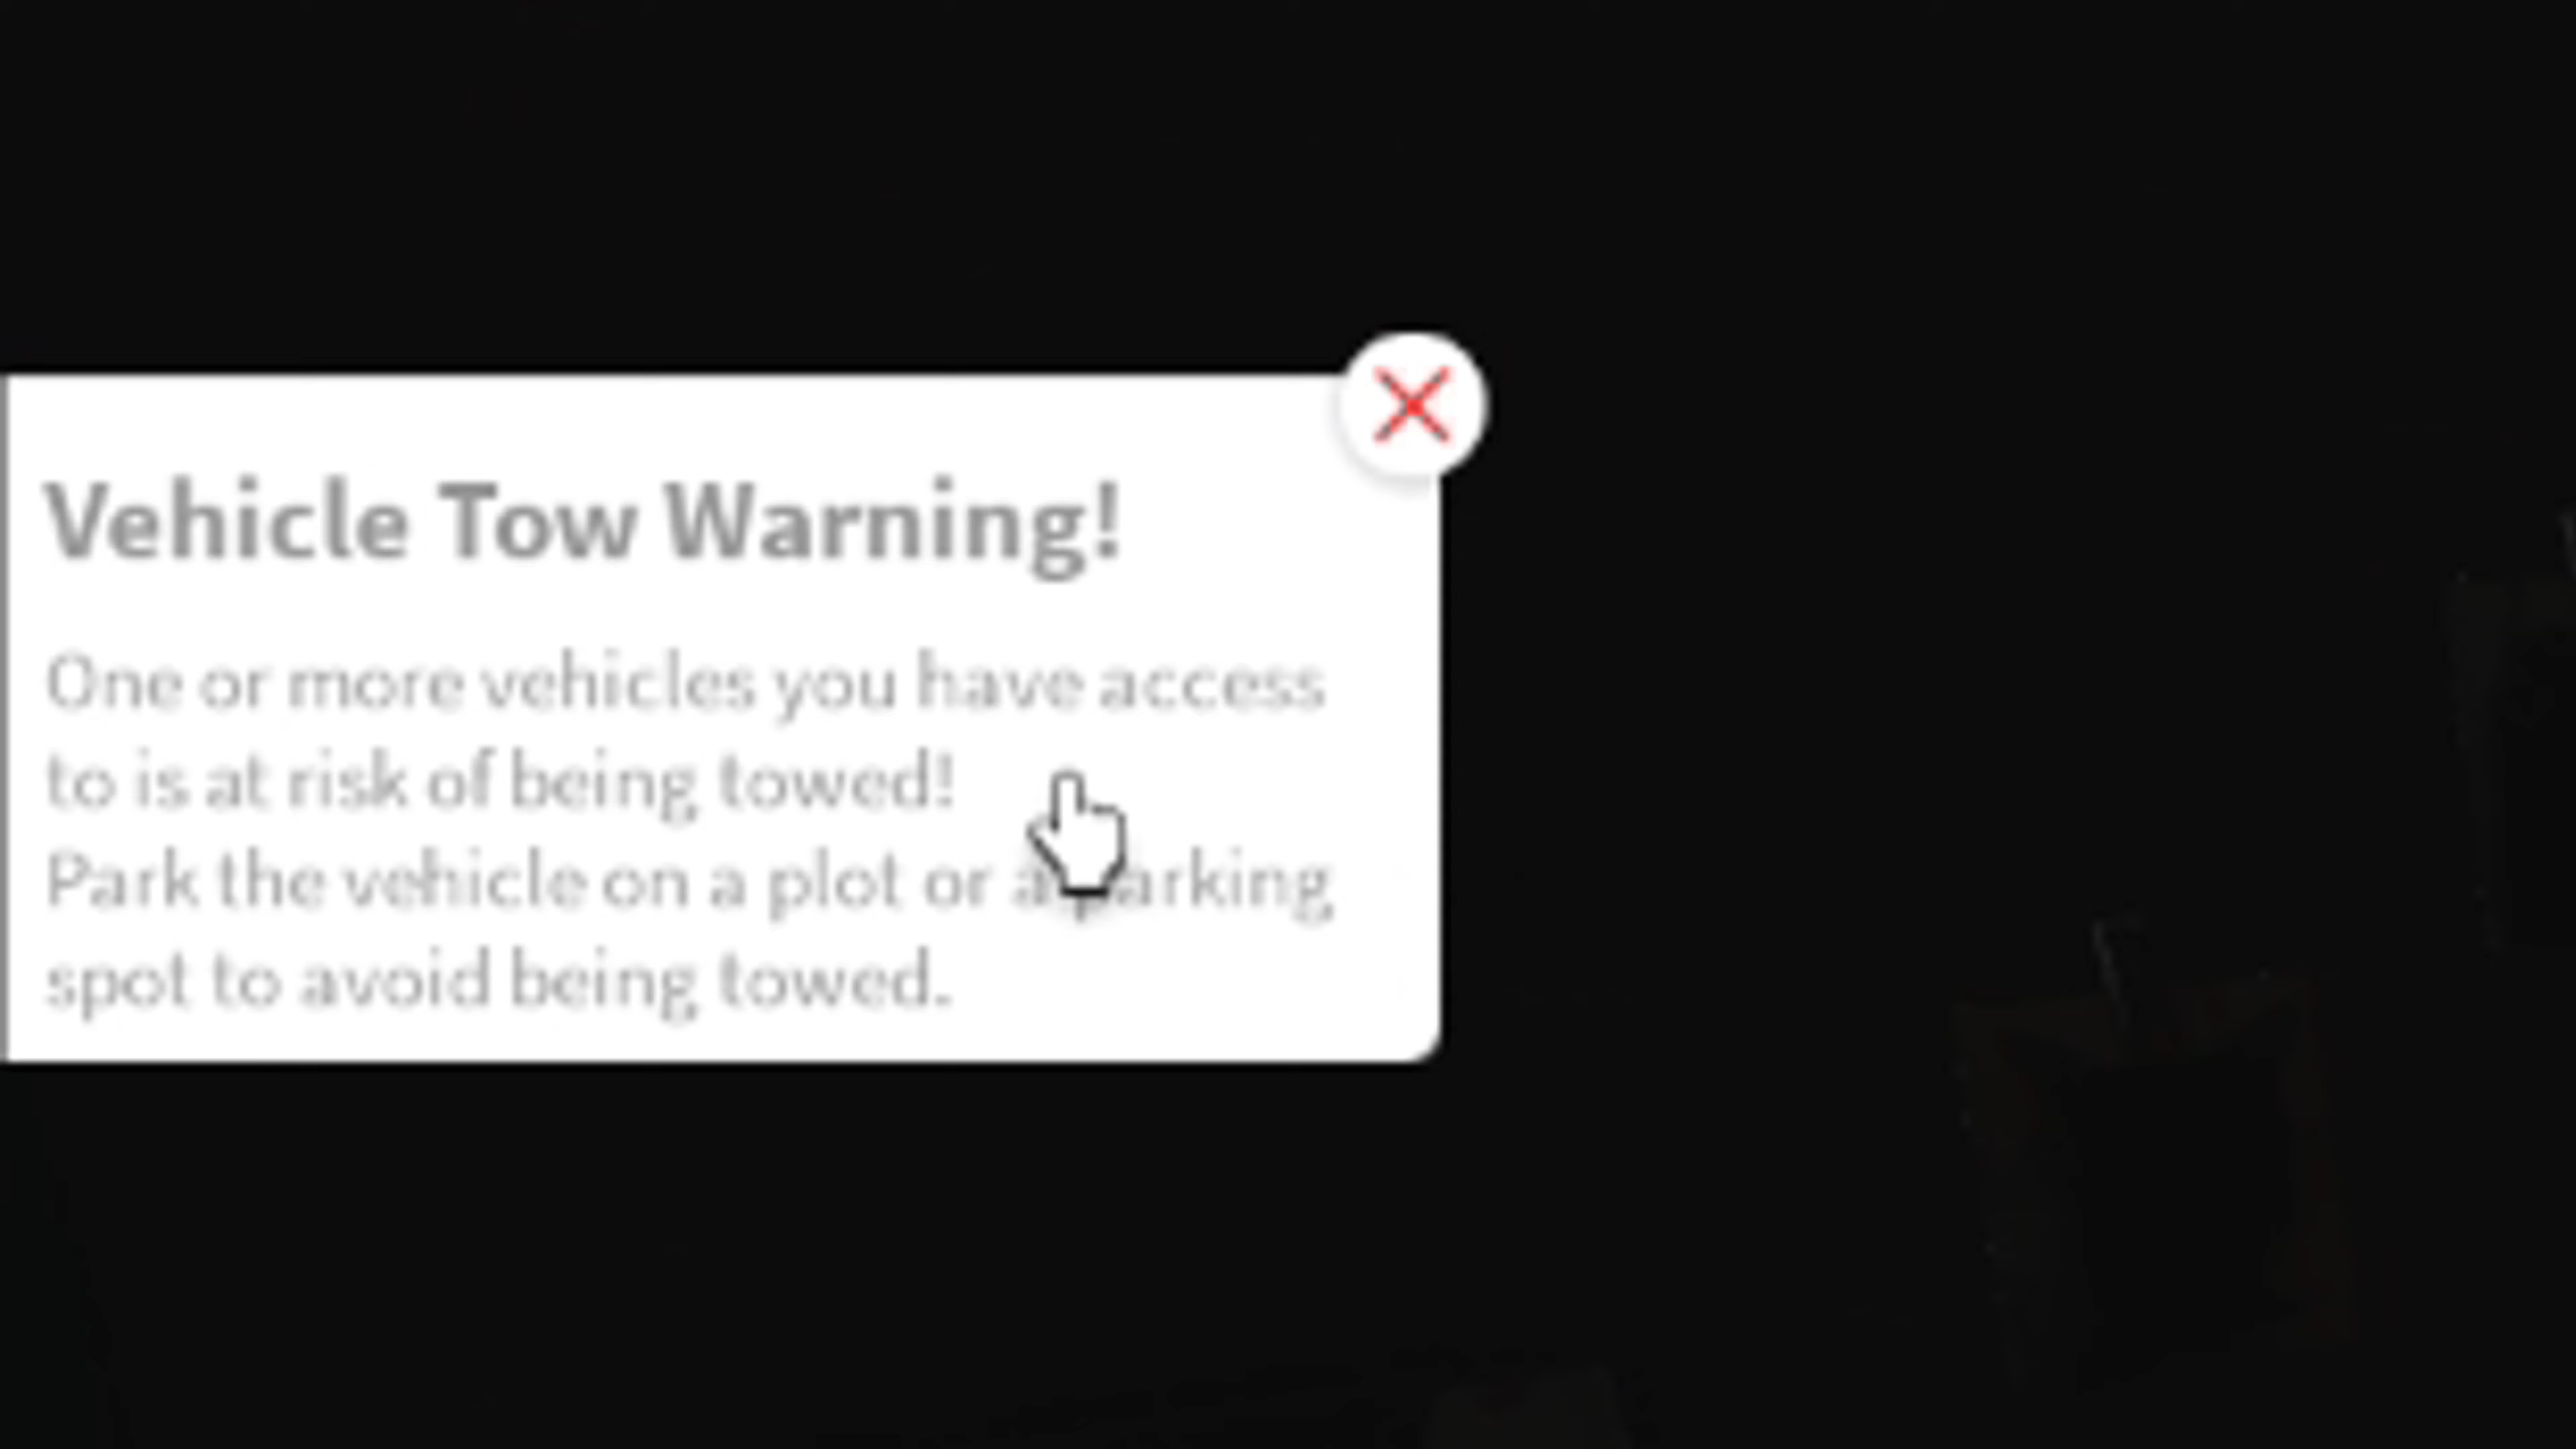 Vehicle Tow Warning!
One or more vehicles you have access
to is at risk of being towed!
Park the vehicle on a plot or a parking
spot to avoid being towed.